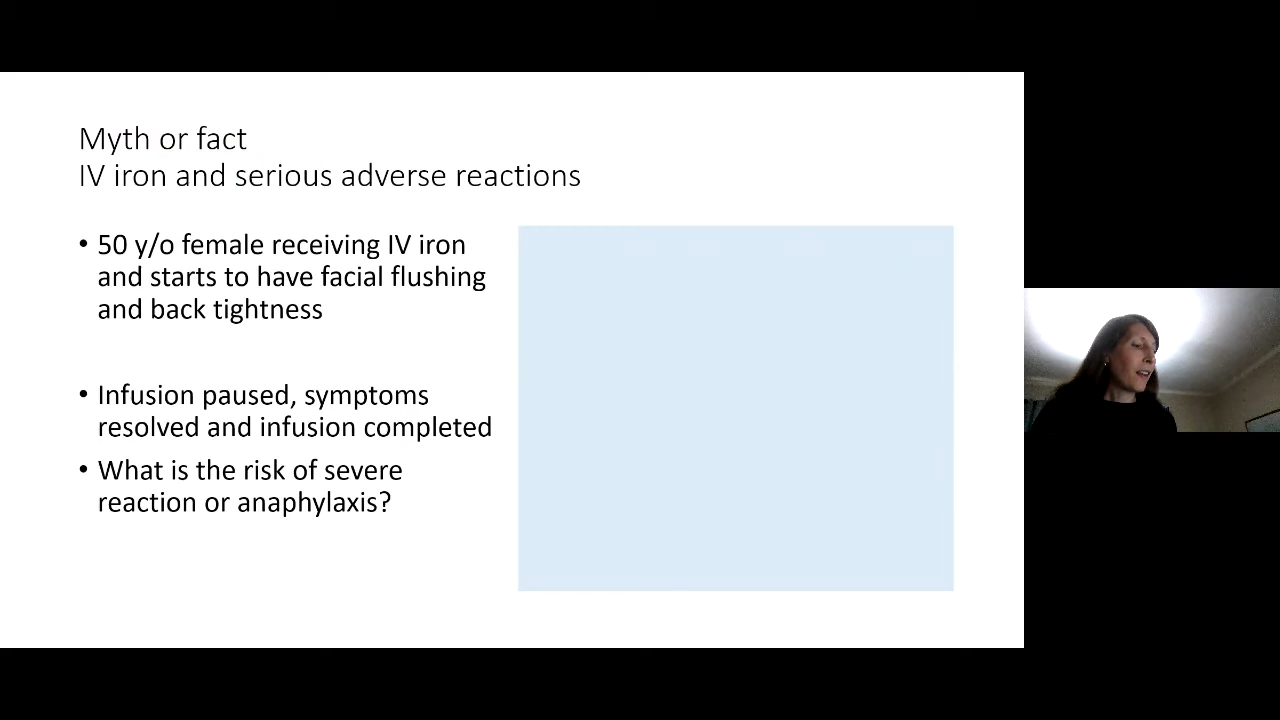 Myth or fact
IV iron and serious adverse reactions
• 50 y/o female receiving IV iron
and starts to have facial flushing
and back tightness
• Infusion paused, symptoms
resolved and infusion completed
• What is the risk of severe
reaction or anaphylaxis?